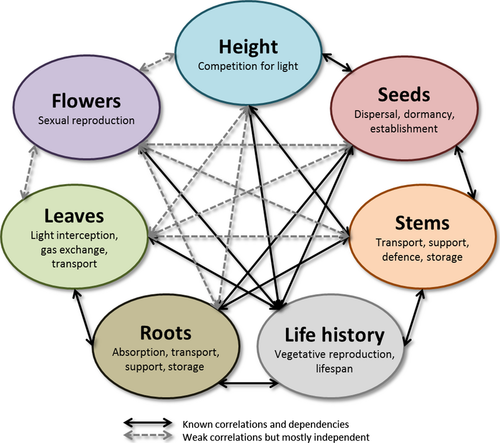 Height
Competition for light
Flowers
Sexual reproduction
Seeds
Dispersal, dormancy,
establishment
Leaves
Light interception,
gas exchange,
transport
Stems
Transport, support,
defence, storage
Roots
Absorption, transport,
support, storage
Life history
Vegetative reproduction,
lifespan
Known correlations and dependencies
Weak correlations but mostly independent